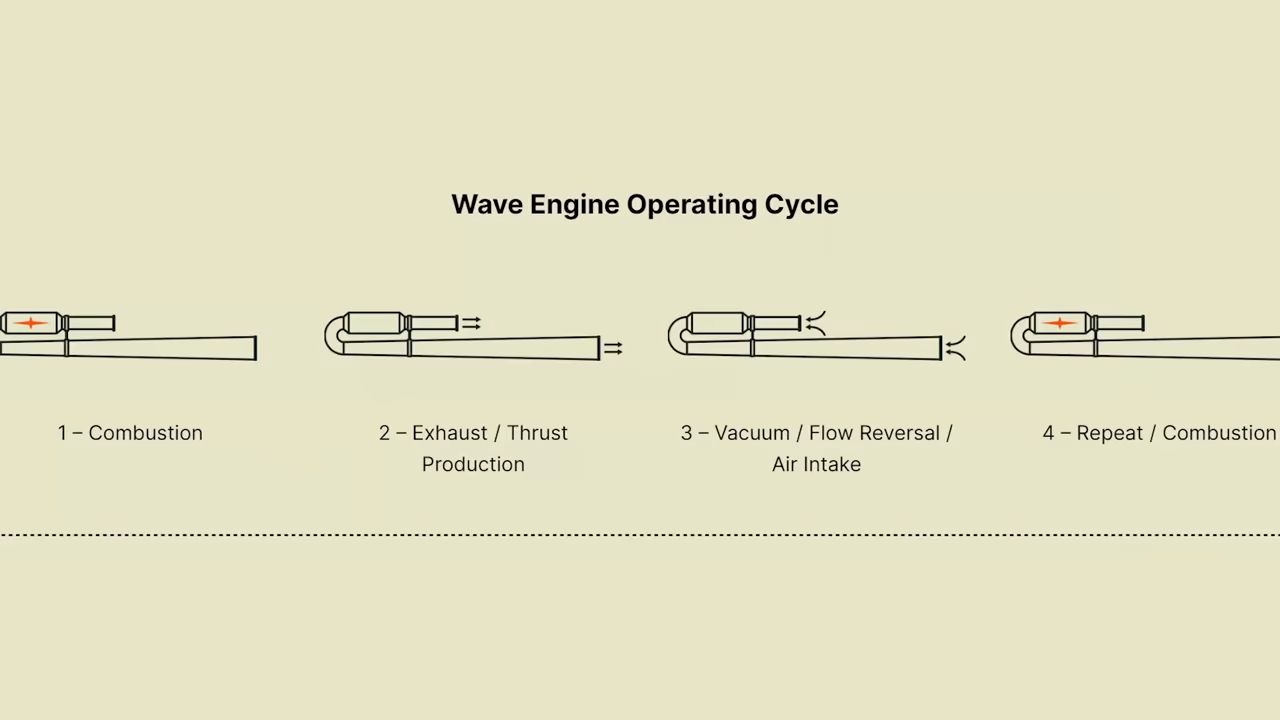 Wave Engine Operating Cycle
1 – Combustion
2 – Exhaust / Thrust
Production
3 – Vacuum / Flow Reversal /
Air Intake
4 – Repeat / Combustion